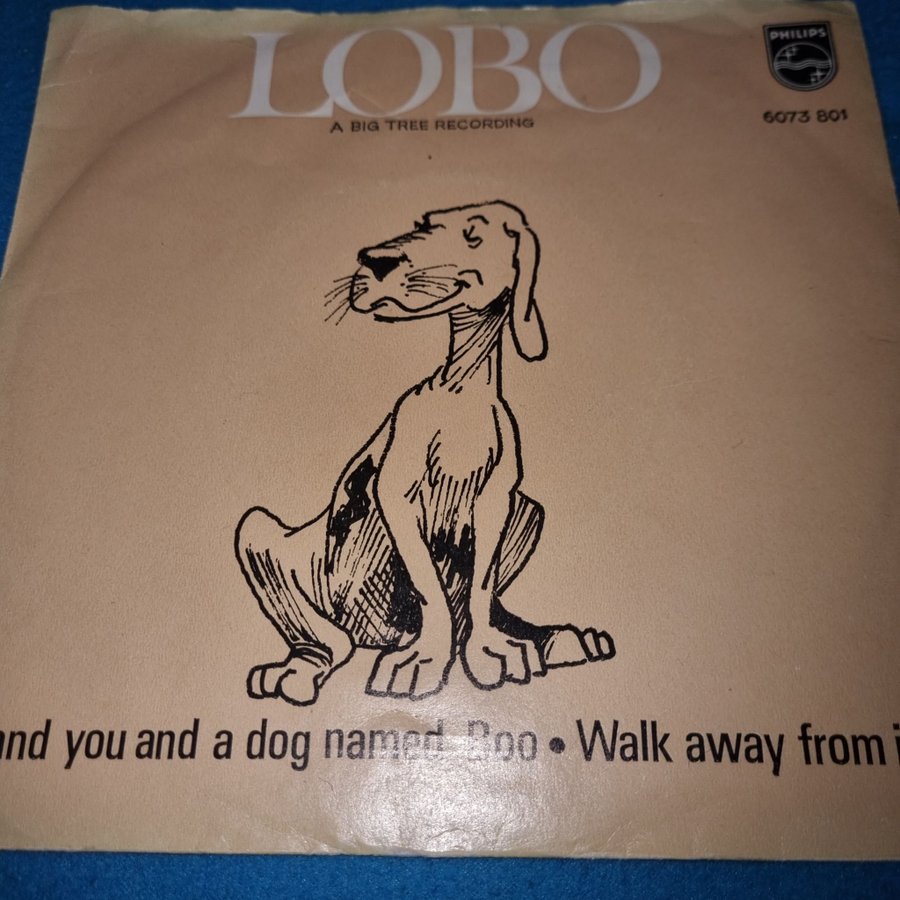 LOBO
PHILIPS
A BIG TREE RECORDING
6073 801
and you and a dog named Boo • Walk away from i